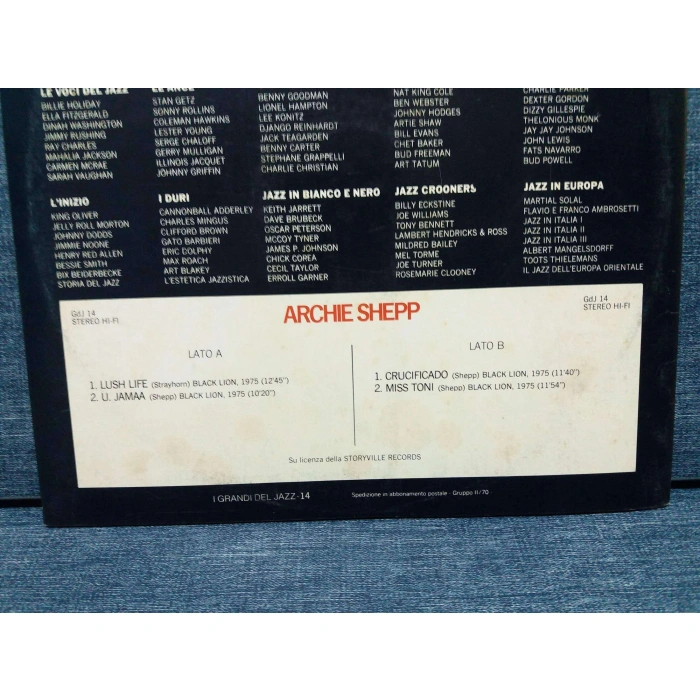 LE VOCI DEL JAZZ
BILLIE HOLIDAY
ELLA FITZGERALD
DINAH WASHINGTON
JIMMY RUSHING
RAY CHARLES
MAHALIA JACKSON
CARMEN MCRAE
SARAH VAUGHAN
LE ANCE
STAN GETZ
SONNY ROLLINS
COLEMAN HAWKINS
LESTER YOUNG
SERGE CHALOFF
GERRY MULLIGAN
ILLINOIS JACQUET
JOHNNY GRIFFIN
BENNY GOODMAN
LIONEL HAMPTON
LEE KONITZ
DJANGO REINHARDT
JACK TEAGARDEN
BENNY CARTER
STEPHANE GRAPPELLI
CHARLIE CHRISTIAN
NAT KING COLE
BEN WEBSTER
JOHNNY HODGES
ARTIE SHAW
BILL EVANS
CHET BAKER
BUD FREEMAN
ART TATUM
CHARLIE PARKER
DEXTER GORDON
DIZZY GILLESPIE
THELONIOUS MONK
JAY JAY JOHNSON
JOHN LEWIS
FATS NAVARRO
BUD POWELL
L'INIZIO
KING OLIVER
JELLY ROLL MORTON
JOHNNY DODDS
JIMMIE NOONE
HENRY RED ALLEN
BESSIE SMITH
BIX BEIDERBECKE
STORIA DEL JAZZ
I DURI
CANNONBALL ADDERLEY
CHARLES MINGUS
CLIFFORD BROWN
GATO BARBIERI
ERIC DOLPHY
MAX ROACH
ART BLAKEY
L'ESTETICA JAZZISTICA
JAZZ IN BIANCO E NERO
KEITH JARRETT
DAVE BRUBECK
OSCAR PETERSON
MCCOY TYNER
JAMES P. JOHNSON
CHICK COREA
CECIL TAYLOR
ERROLL GARNER
JAZZ CROONERS
BILLY ECKSTINE
JOE WILLIAMS
TONY BENNETT
LAMBERT HENDRICKS & ROSS
MILDRED BAILEY
MEL TORME
JOE TURNER
ROSEMARIE CLOONEY
JAZZ IN EUROPA
MARTIAL SOLAL
FLAVIO E FRANCO AMBROSETTI
JAZZ IN ITALIA I
JAZZ IN ITALIA II
JAZZ IN ITALIA III
ALBERT MANGELSDORFF
TOOTS THIELEMANS
IL JAZZ DELL'EUROPA ORIENTALE
GdJ 14
STEREO HI-FI
ARCHIE SHEPP
GdJ 14
STEREO HI-FI
LATO A
1. LUSH LIFE (Strayhorn) BLACK LION, 1975 (12'45")
2. U. JAMAA (Shepp) BLACK LION, 1975 (10'20")
LATO B
1. CRUCIFICADO (Shepp) BLACK LION, 1975 (11'40")
2. MISS TONI (Shepp) BLACK LION, 1975 (11'54")
Su licenza della STORYVILLE RECORDS
I GRANDI DEL JAZZ-14
Spedizione in abbonamento postale - Gruppo II/70